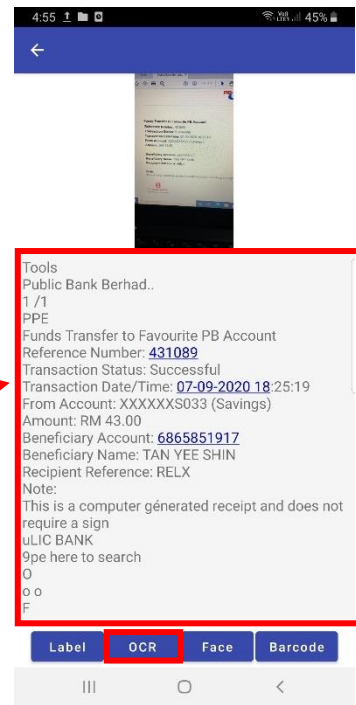 4:55
45%
Tools
Public Bank Berhad..
1 /1
PPE
Funds Transfer to Favourite PB Account
Reference Number: 431089
Transaction Status: Successful
Transaction Date/Time: 07-09-2020 18:25:19
From Account: XXXXXXS033 (Savings)
Amount: RM 43.00
Beneficiary Account: 6865851917
Beneficiary Name: TAN YEE SHIN
Recipient Reference: RELX
Note:
This is a computer génerated receipt and does not
require a sign
uLIC BANK
9pe here to search
O
o o
F
Label OCR Face Barcode